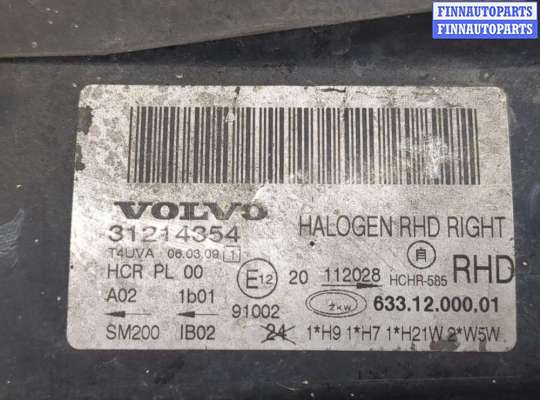 FINNAUTOPARTS
FINNAUTOPARTS
VOLVO
31214354
HALOGEN RHD RIGHT
T4UVA 06.03.09 1
HCR PL 00
E12
20 112028
HCHR-585
RHD
A02 1b01
91002
ZKW
633.12.000.01
SM200 IB02
24
1*H9 1*H7 1*H21W 2*W5W